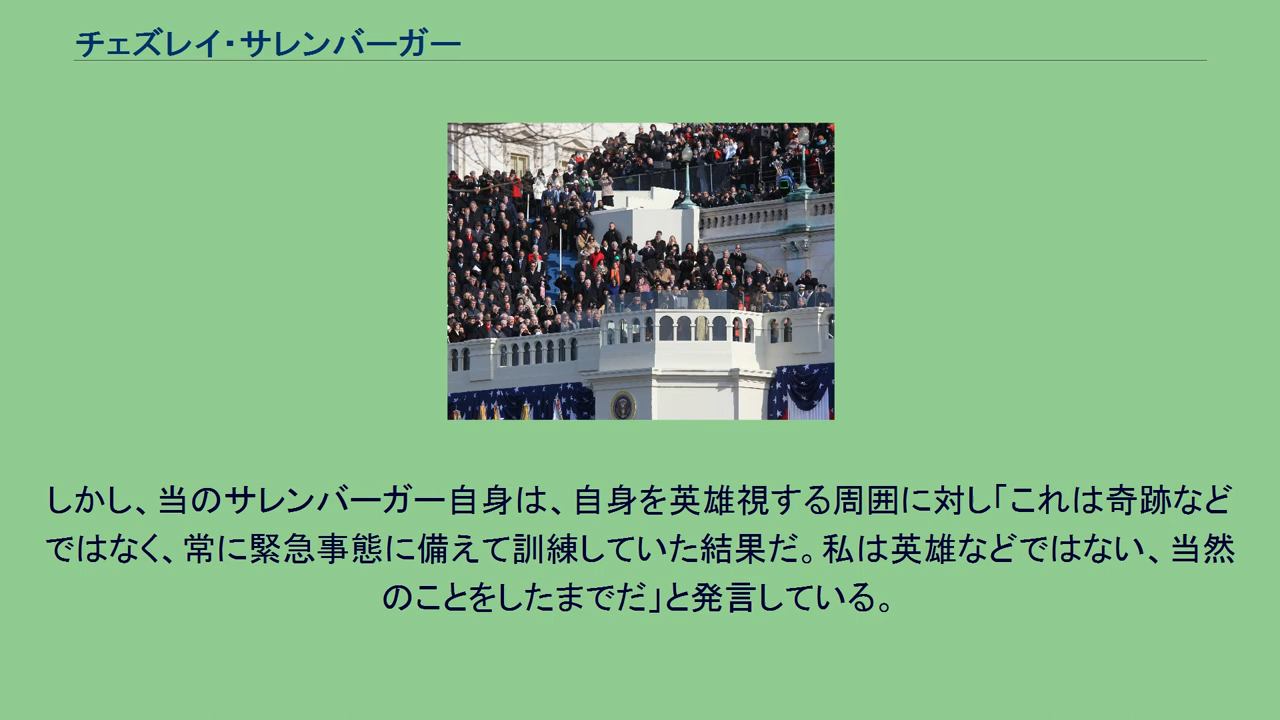 チェズレイ・サレンバーガー
しかし、当のサレンバーガー自身は、自身を英雄視する周囲に対し「これは奇跡など
ではなく、常に緊急事態に備えて訓練していた結果だ。私は英雄などではない、当然
のことをしたまでだ」と発言している。